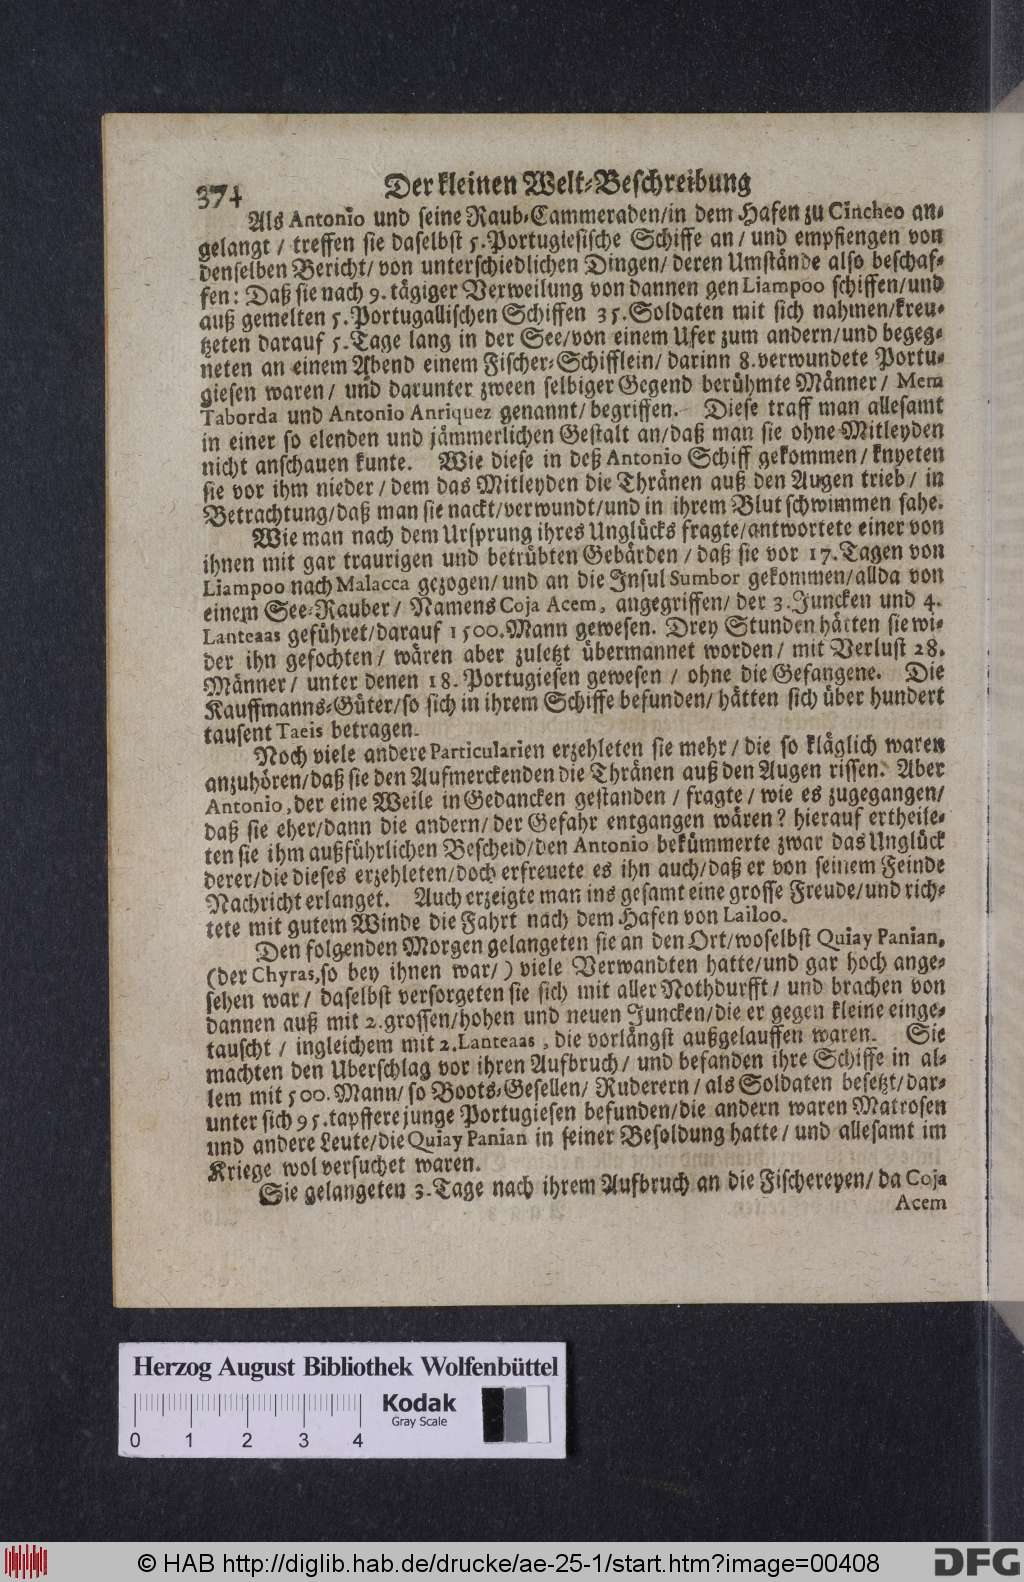 374
Der kleinen Welt-Beschreibung
Als Antonio und seine Raub-Cammeraden/in dem Hafen zu Cincheo an-
gelangt / treffen sie daselbst 5. Portugiesische Schiffe an / und empfiengen von
denselben Bericht/ von unterschiedlichen Dingen/ deren Umstände also beschaf-
fen: Daß sie nach 9. tägiger Verweilung von dannen gen Liampoo schiffen/und
auß gemelten 5. Portugallischen Schiffen 35. Soldaten mit sich nahmen/kreu-
tzeten darauf 5. Tage lang in der See/von einem Ufer zum andern/und begeg-
neten an einem Abend einem Fischer-Schifflein/ darinn 8. verwundete Portu-
giesen waren/ und darunter zween selbiger Gegend berühmte Männer/ Mem
Taborda und Antonio Anriquez genannt/ begriffen. Diese traff man allesamt
in einer so elenden und jämmerlichen Gestalt an/daß man sie ohne Mitleyden
nicht anschauen kunte. Wie diese in deß Antonio Schiff gekommen/ knyeten
sie vor ihm nieder / dem das Mitleyden die Thränen auß den Augen trieb/ in
Betrachtung/daß man sie nackt/verwundt/und in ihrem Blut schwimmen sahe.
Wie man nach dem Ursprung ihres Unglücks fragte/antwortete einer von
ihnen mit gar traurigen und betrübten Gebärden / daß sie vor 17. Tagen von
Liampoo nach Malacca gezogen/ und an die Insul Sumbor gekommen/allda von
einem See-Rauber/ Namens Coja Acem, angegriffen/ der 3. Juncken und 4.
Lanteaas geführet/darauf 1500. Mann gewesen. Drey Stunden hätten sie wi-
der ihn gefochten/ wären aber zuletzt übermannet worden/ mit Verlust 28.
Männer/ unter denen 18. Portugiesen gewesen / ohne die Gefangene. Die
Kauffmanns-Güter/so sich in ihrem Schiffe befunden/ hätten sich über hundert
tausent Taeis betragen.
Noch viele andere Particularien erzehleten sie mehr/ die so kläglich waren
anzuhören/daß sie den Aufmerckenden die Thränen auß den Augen rissen. Aber
Antonio, der eine Weile in Gedancken gestanden / fragte/ wie es zugegangen/
daß sie eher/dann die andern/ der Gefahr entgangen wären? hierauf ertheile-
ten sie ihm außführlichen Bescheid/den Antonio bekümmerte zwar das Unglück
derer/die dieses erzehleten/doch erfreuete es ihn auch/daß er von seinem Feinde
Nachricht erlanget. Auch erzeigte man ins gesamt eine grosse Freude/und rich-
tete mit gutem Winde die Fahrt nach dem Hafen von Lailoo.
Den folgenden Morgen gelangeten sie an den Ort/woselbst Quiay Panian,
(der Chyras, so bey ihnen war/) viele Verwandten hatte/und gar hoch ange-
sehen war/ daselbst versorgeten sie sich mit aller Nothdurfft/ und brachen von
dannen auß mit 2. grossen/hohen und neuen Juncken/die er gegen kleine einge-
tauscht / ingleichem mit 2. Lanteaas, die vorlängst außgelauffen waren. Sie
machten den Uberschlag vor ihren Aufbruch/ und befanden ihre Schiffe in al-
lem mit 500. Mann/ so Boots-Gesellen/ Ruderern/ als Soldaten besetzt/dar-
unter sich 95. tapffere junge Portugiesen befunden/die andern waren Matrosen
und andere Leute/die Quiay Panian in seiner Besoldung hatte/ und allesamt im
Kriege wol versuchet waren.
Sie gelangeten 3. Tage nach ihrem Aufbruch an die Fischereyen/ da Coja
Acem
Herzog August Bibliothek Wolfenbüttel
Kodak
Gray Scale
0 1 2 3 4
© HAB http://diglib.hab.de/drucke/ae-25-1/start.htm?image=00408
DFG